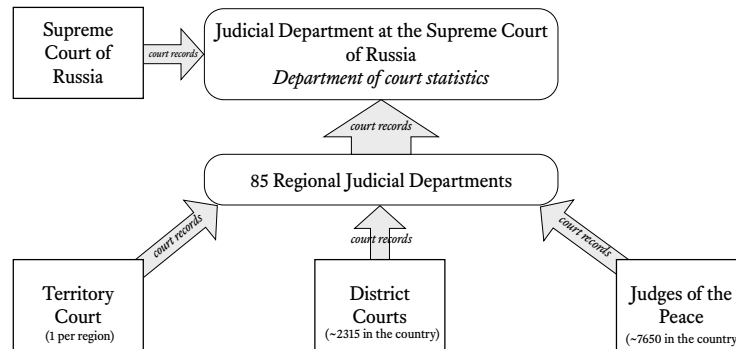 Supreme
Court of
Russia
court records
Judicial Department at the Supreme Court
of Russia
Department of court statistics
court records
85 Regional Judicial Departments
court records
court records
court records
Territory
Court
(1 per region)
District
Courts
(~2315 in the country)
Judges of the
Peace
(~7650 in the country)